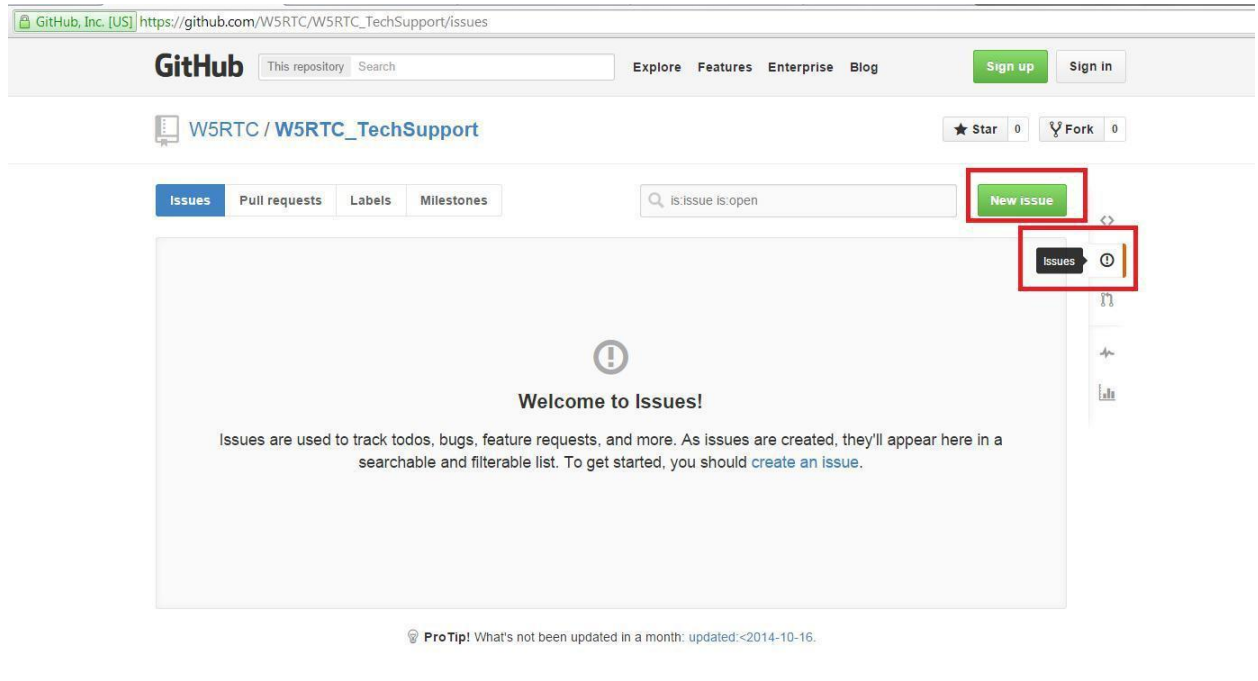 GitHub, Inc. [US] https://github.com/W5RTC/W5RTC_TechSupport/issues
GitHub This repository Search Explore Features Enterprise Blog Sign up Sign in
W5RTC / W5RTC_TechSupport Star 0 Fork 0
Issues Pull requests Labels Milestones is:issue is:open New issue
Issues
Welcome to Issues!
Issues are used to track todos, bugs, feature requests, and more. As issues are created, they'll appear here in a
searchable and filterable list. To get started, you should create an issue.
ProTip! What's not been updated in a month: updated:<2014-10-16.